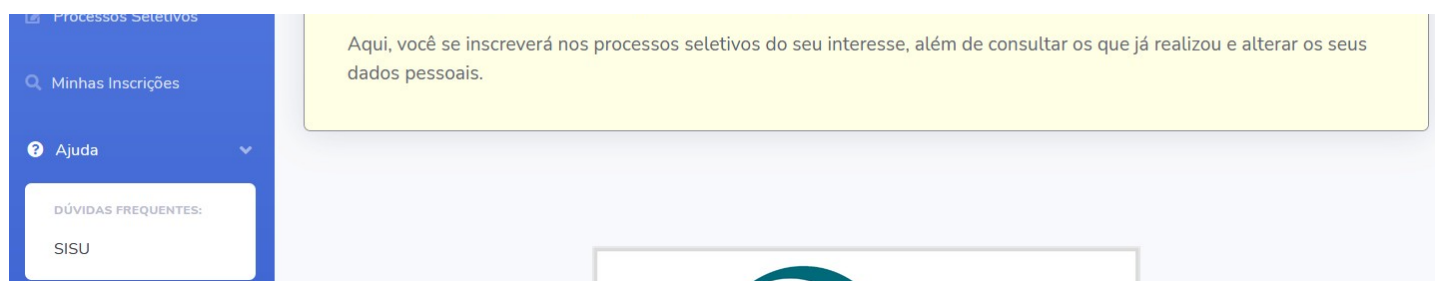 Processos Seletivos
Minhas Inscrições
Ajuda
DÚVIDAS FREQUENTES:
SISU
Aqui, você se inscreverá nos processos seletivos do seu interesse, além de consultar os que já realizou e alterar os seus
dados pessoais.